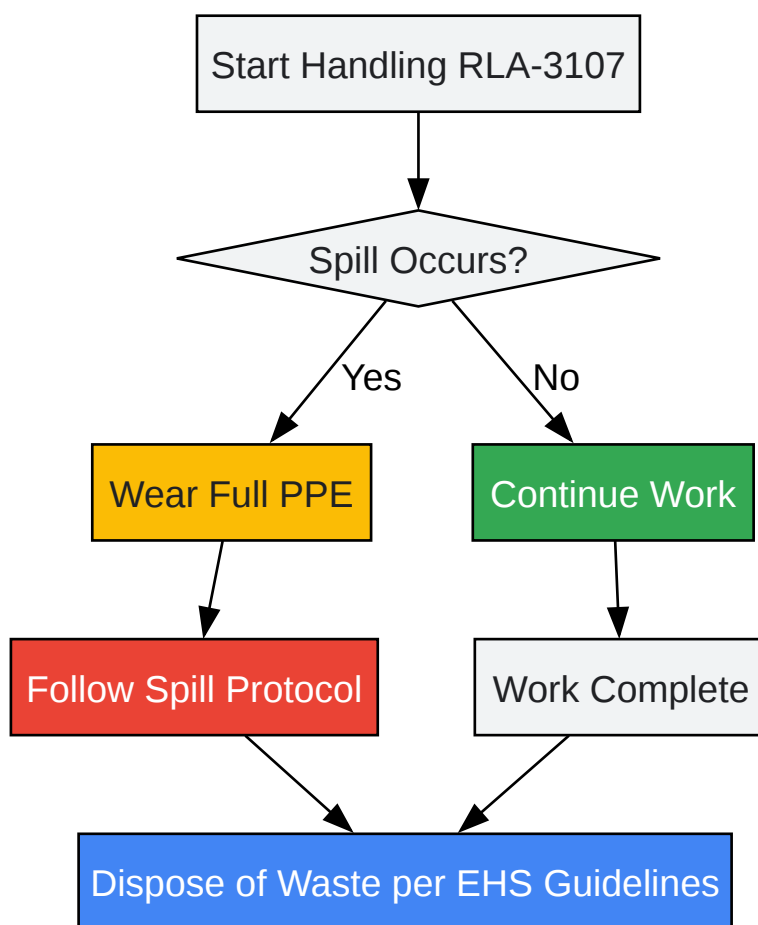 Start Handling RLA-3107
Spill Occurs?
Yes
No
Wear Full PPE
Continue Work
Follow Spill Protocol
Work Complete
Dispose of Waste per EHS Guidelines